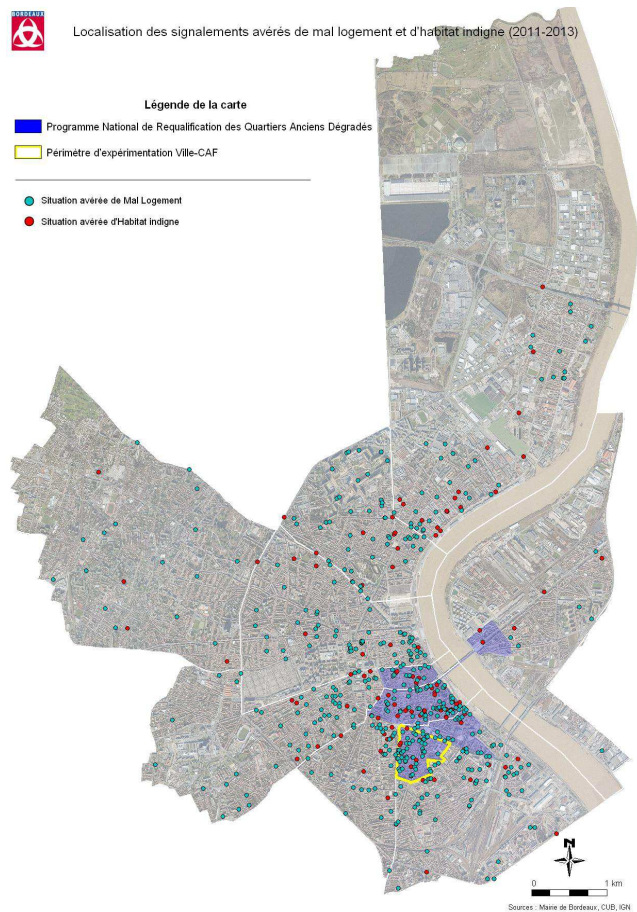 BORDEAUX
Localisation des signalements avérés de mal logement et d'habitat indigne (2011-2013)
Légende de la carte
Programme National de Requalification des Quartiers Anciens Dégradés
Périmètre d'expérimentation Ville-CAF
Situation avérée de Mal Logement
Situation avérée d'Habitat indigne
N
0 1 km
Sources : Mairie de Bordeaux, CUB, IGN